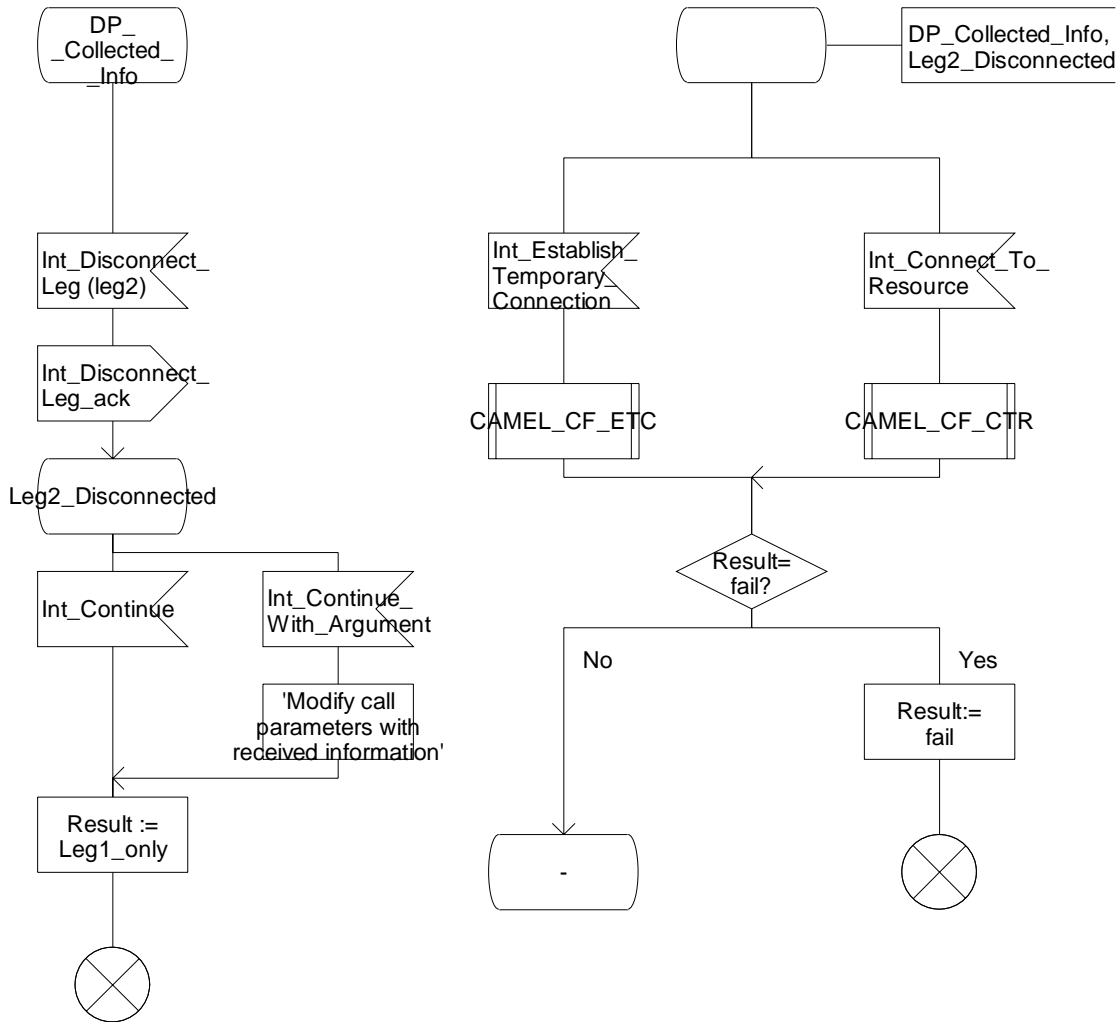 DP_
_Collected_
_Info
Int_Disconnect_
Leg (leg2)
Int_Disconnect_
Leg_ack
Leg2_Disconnected
Int_Continue
Int_Continue_
With_Argument
'Modify call
parameters with
received information'
Result :=
Leg1_only
DP_Collected_Info,
Leg2_Disconnected
Int_Establish_
Temporary_
Connection
Int_Connect_To_
Resource
CAMEL_CF_ETC
CAMEL_CF_CTR
Result=
fail?
No
Yes
Result:=
fail
-